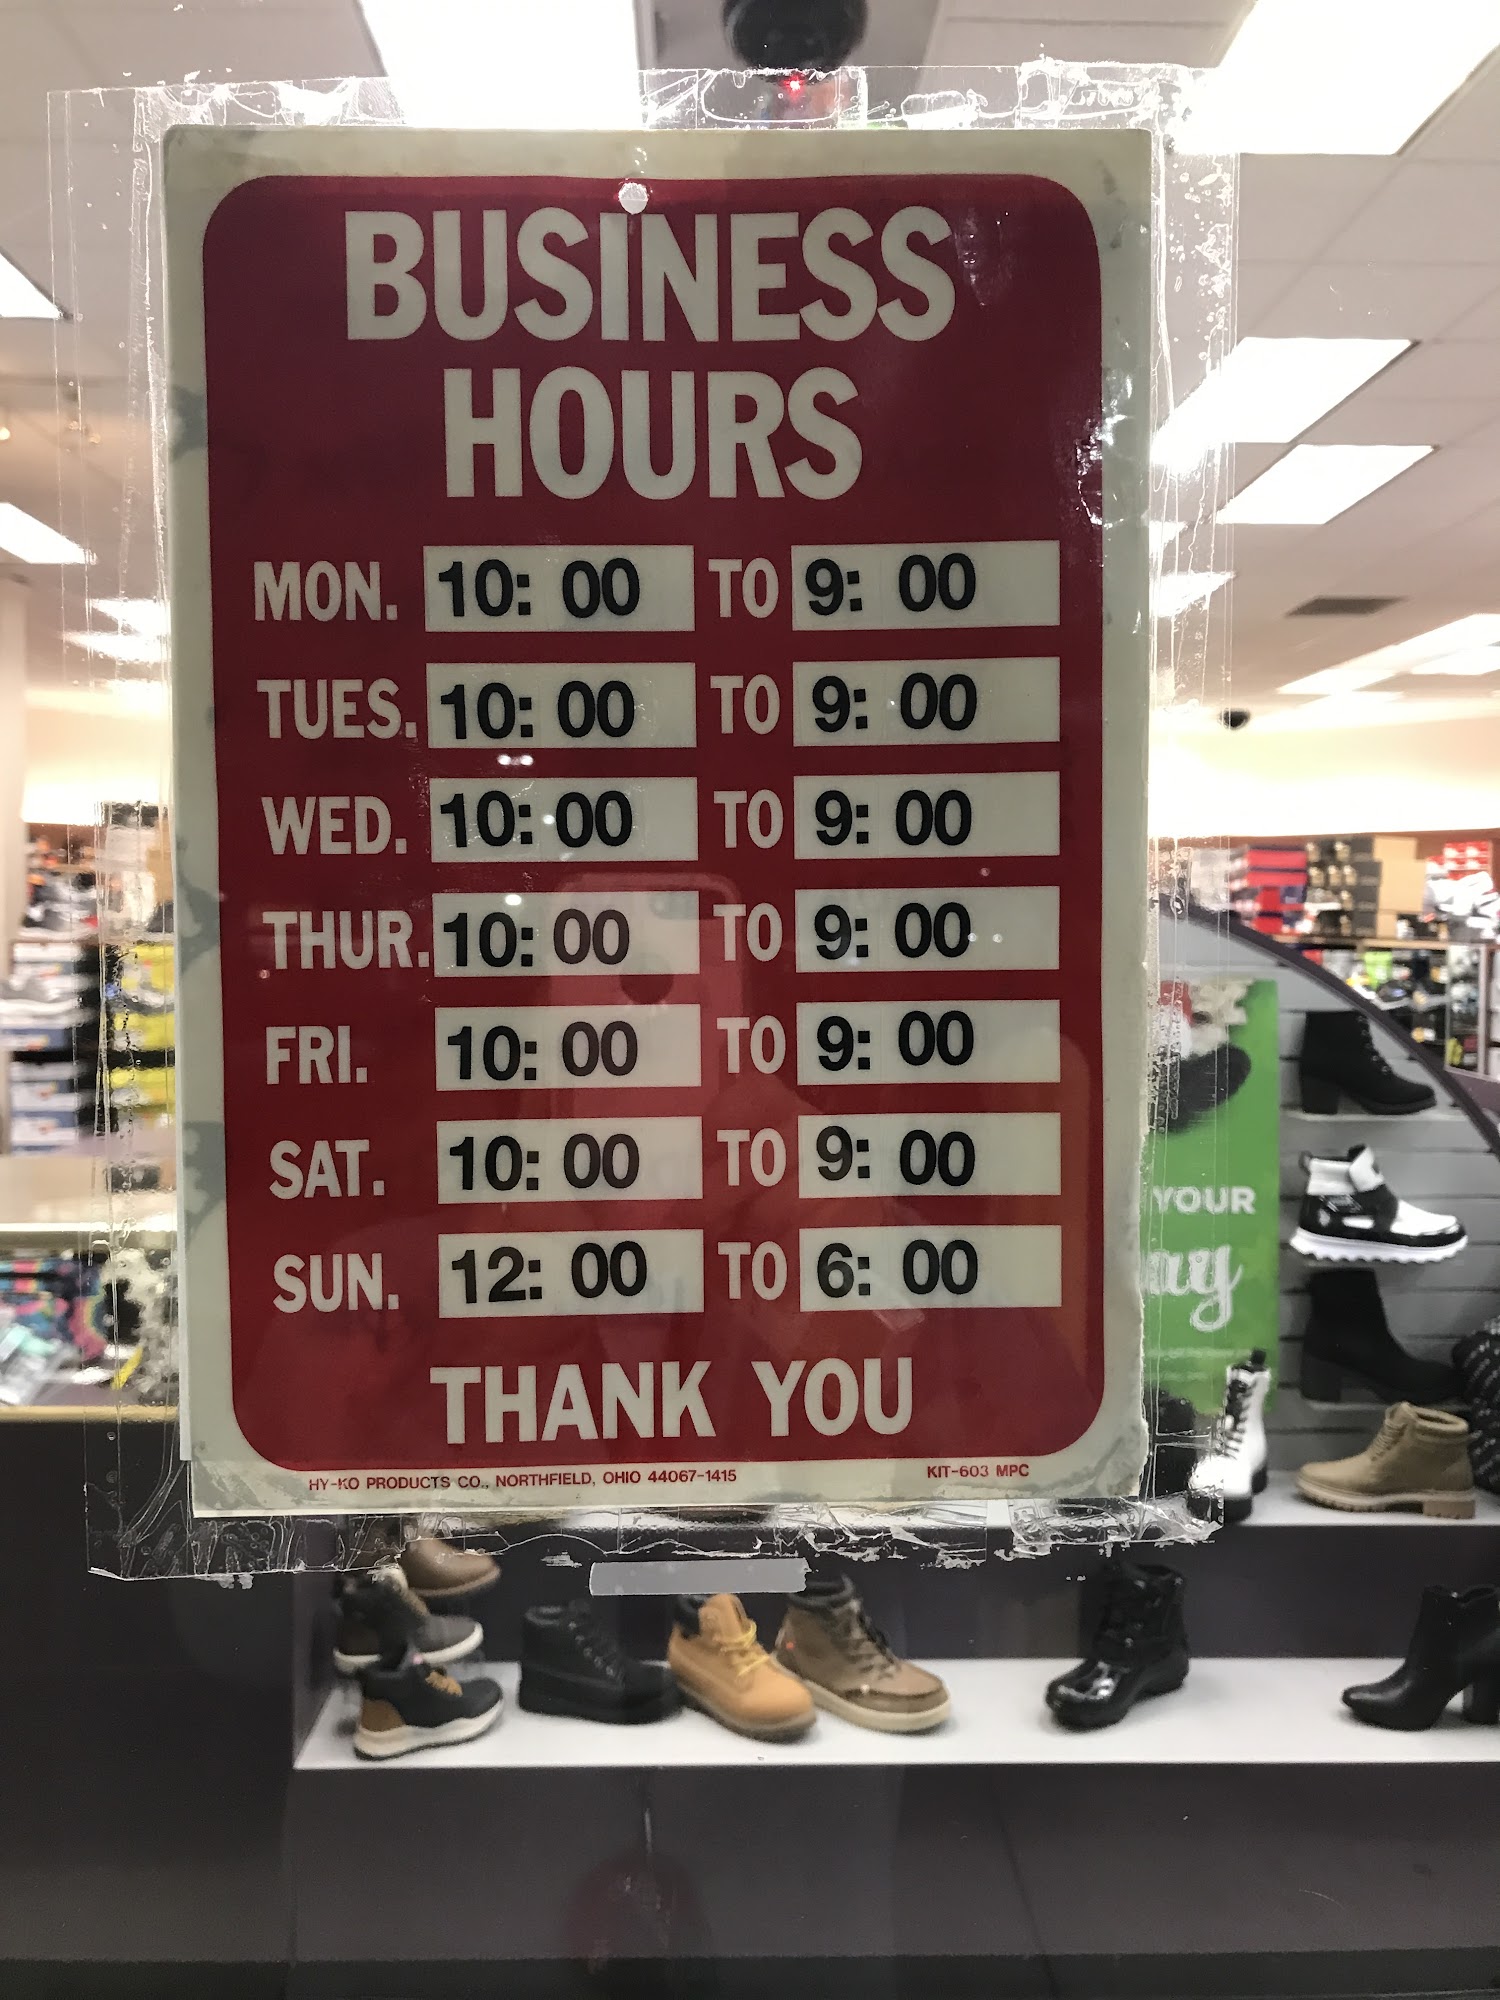 BUSINESS
HOURS
MON. 10: 00 TO 9: 00
TUES. 10: 00 TO 9: 00
WED. 10: 00 TO 9: 00
THUR. 10: 00 TO 9: 00
FRI. 10: 00 TO 9: 00
SAT. 10: 00 TO 9: 00
SUN. 12: 00 TO 6: 00
THANK YOU
HY-KO PRODUCTS CO., NORTHFIELD, OHIO 44067-1415 KIT-603 MPC
YOUR